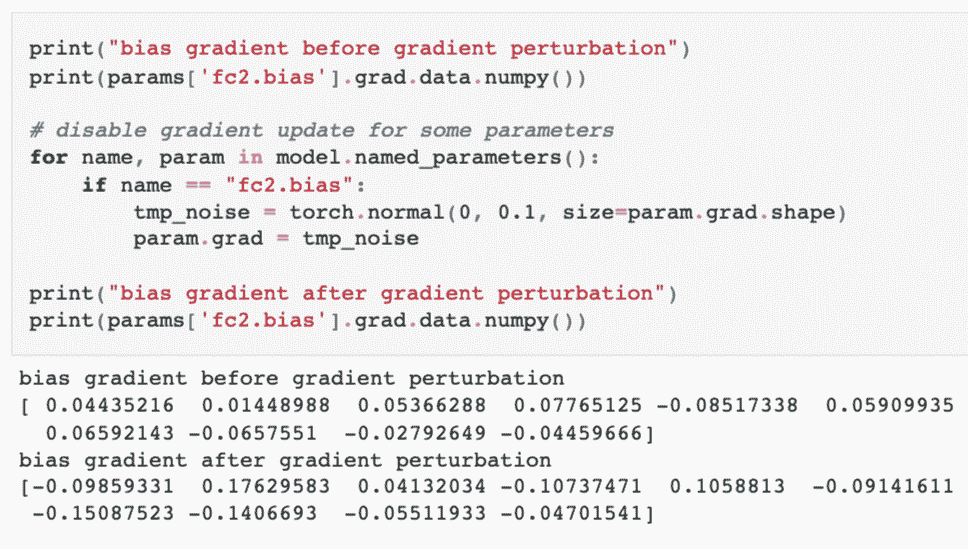 print("bias gradient before gradient perturbation")
print(params['fc2.bias'].grad.data.numpy())
# disable gradient update for some parameters
for name, param in model.named_parameters():
    if name == "fc2.bias":
        tmp_noise = torch.normal(0, 0.1, size=param.grad.shape)
        param.grad = tmp_noise
print("bias gradient after gradient perturbation")
print(params['fc2.bias'].grad.data.numpy())
bias gradient before gradient perturbation
[ 0.04435216  0.01448988  0.05366288  0.07765125 -0.08517338  0.05909935
  0.06592143 -0.0657551  -0.02792649 -0.04459666]
bias gradient after gradient perturbation
[-0.09859331  0.17629583  0.04132034 -0.10737471  0.1058813  -0.09141611
 -0.15087523 -0.1406693  -0.05511933 -0.04701541]